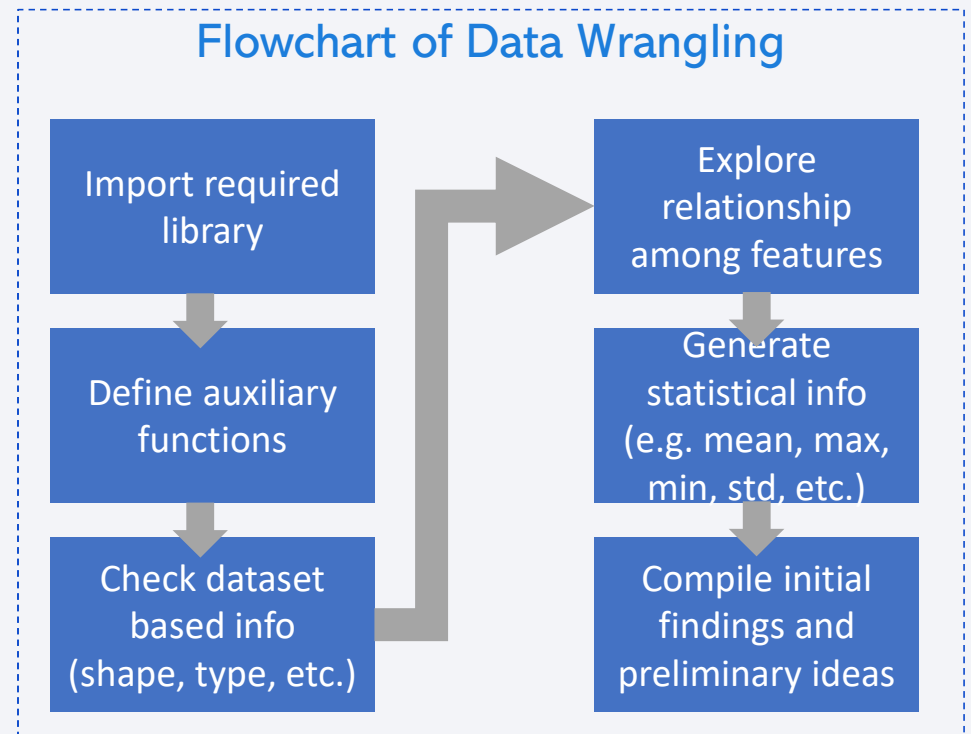 Flowchart of Data Wrangling
Import required
library
Define auxiliary
functions
Check dataset
based info
(shape, type, etc.)
Explore
relationship
among features
Generate
statistical info
(e.g. mean, max,
min, std, etc.)
Compile initial
findings and
preliminary ideas